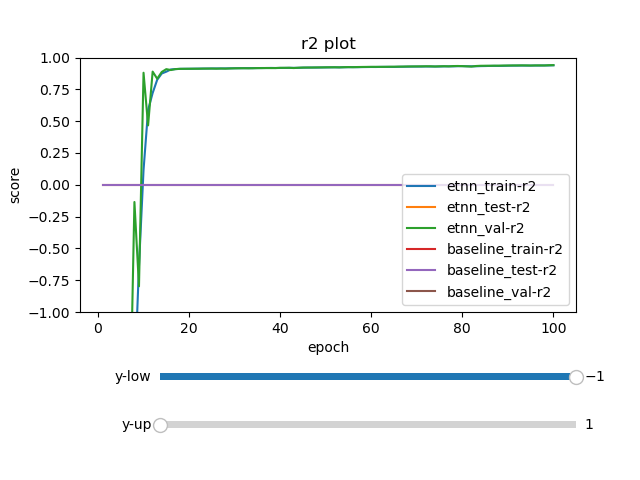 r2 plot
1.00
0.75
0.50
0.25
0.00
−0.25
−0.50
−0.75
−1.00
score
etnn_train-r2
etnn_test-r2
etnn_val-r2
baseline_train-r2
baseline_test-r2
baseline_val-r2
0 20 40 60 80 100
epoch
y-low −1
y-up 1